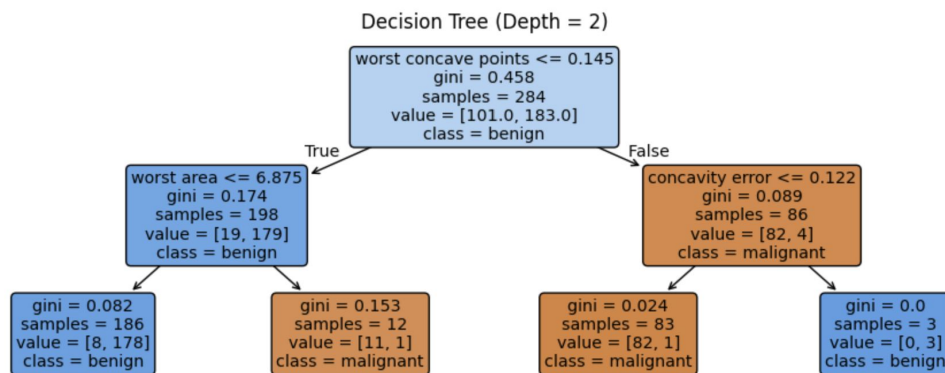 Decision Tree (Depth = 2)
worst concave points <= 0.145
gini = 0.458
samples = 284
value = [101.0, 183.0]
class = benign
True
False
worst area <= 6.875
gini = 0.174
samples = 198
value = [19, 179]
class = benign
concavity error <= 0.122
gini = 0.089
samples = 86
value = [82, 4]
class = malignant
gini = 0.082
samples = 186
value = [8, 178]
class = benign
gini = 0.153
samples = 12
value = [11, 1]
class = malignant
gini = 0.024
samples = 83
value = [82, 1]
class = malignant
gini = 0.0
samples = 3
value = [0, 3]
class = benign